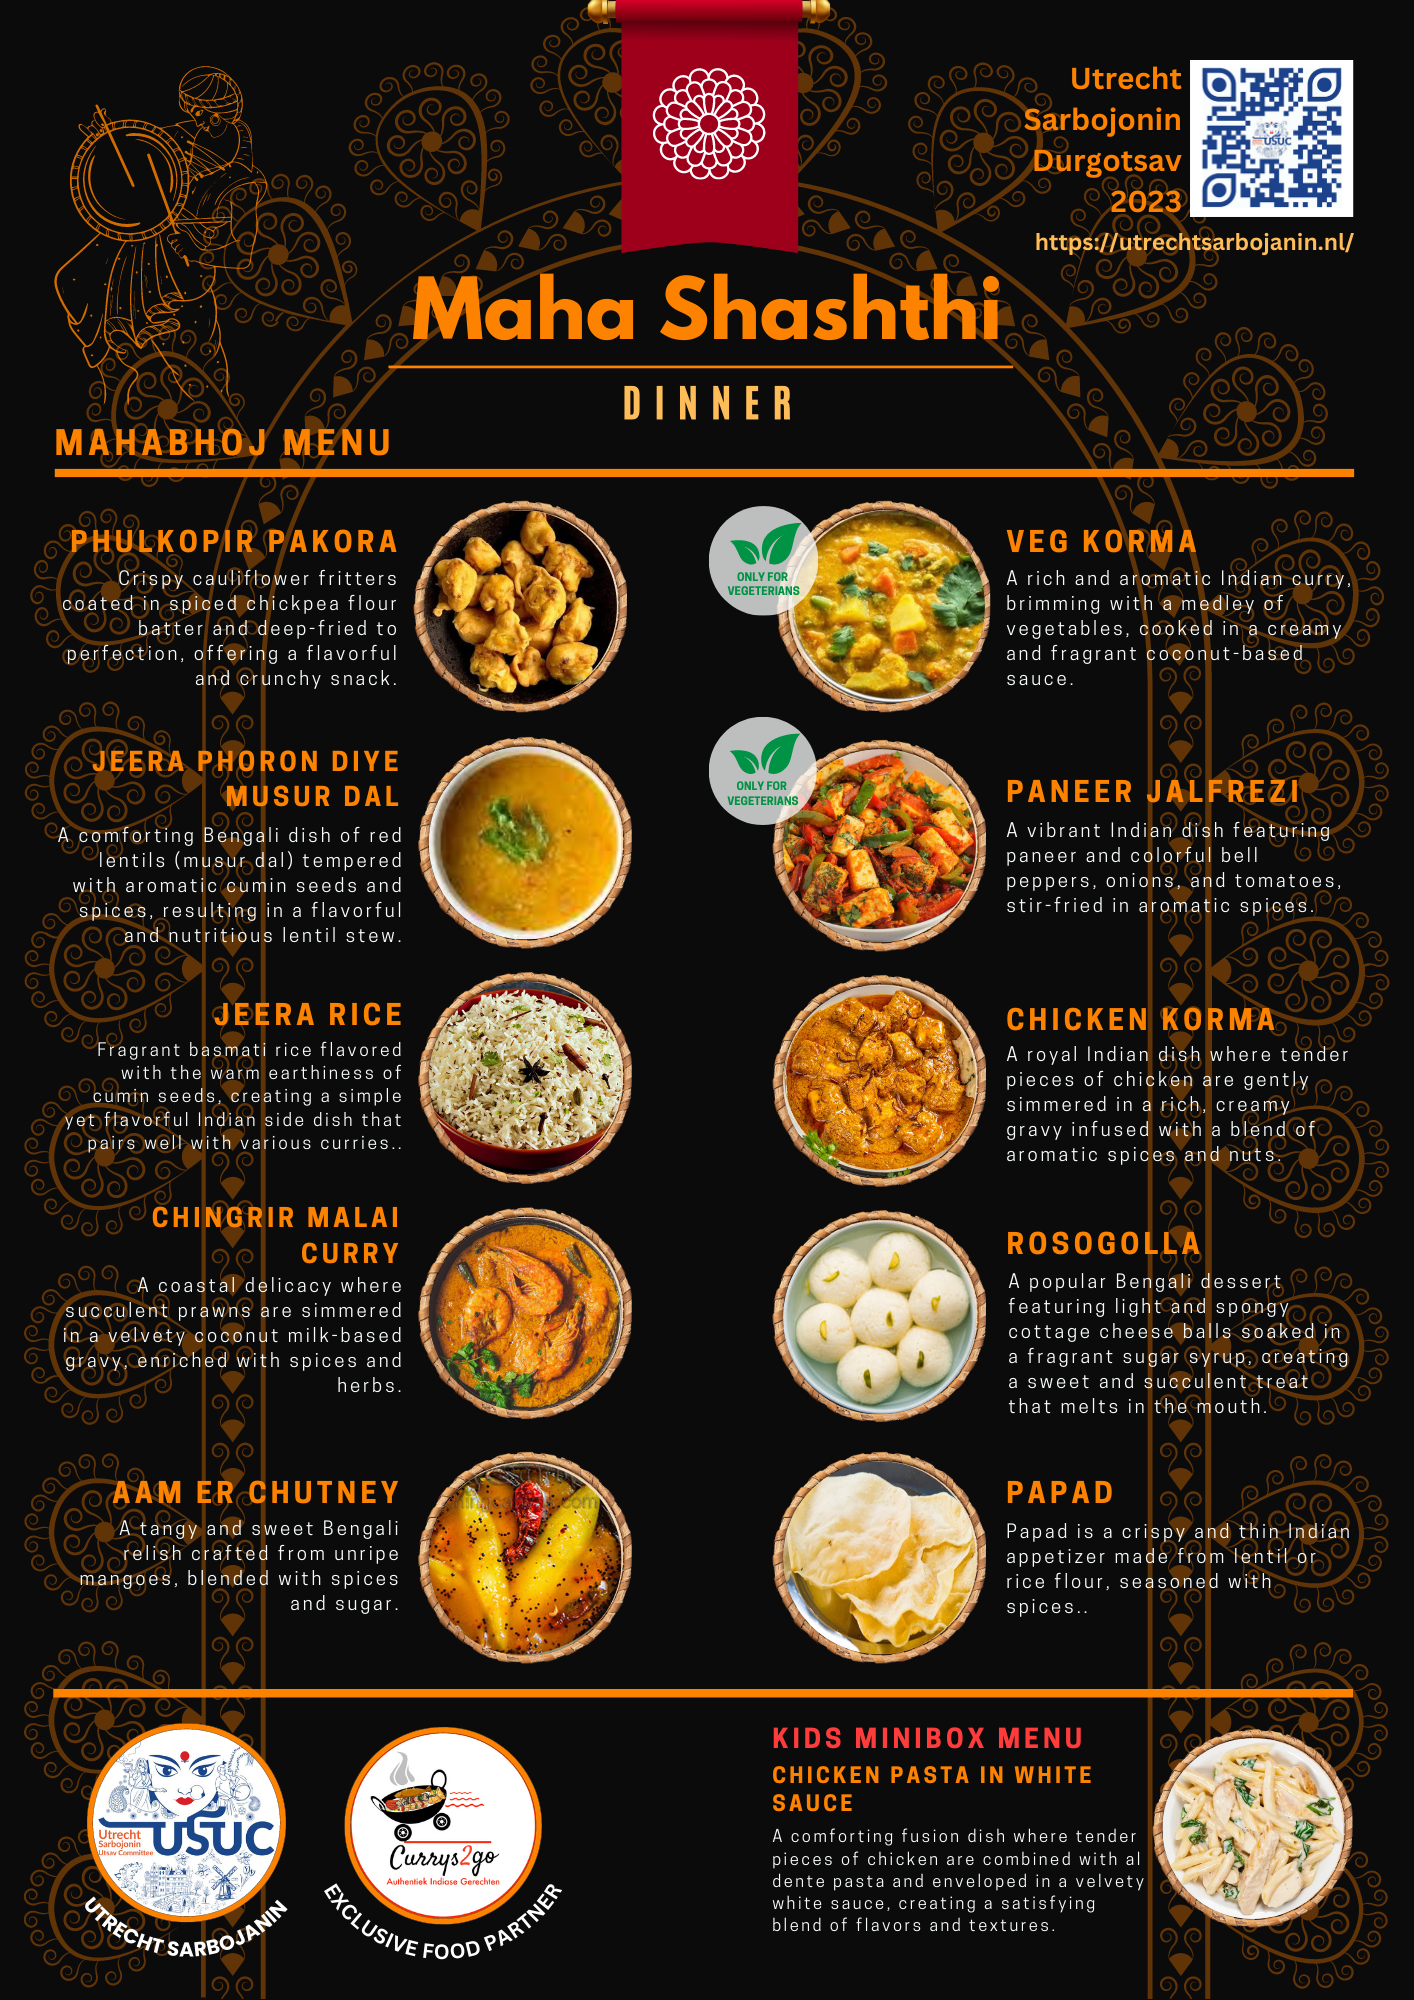 Utrecht
Sarbojonin
Durgotsav
2023
USUC
https://utrechtsarbojanin.nl/
Maha Shashthi
DINNER
MAHABHOJ MENU
PHULKOPIR PAKORA
Crispy cauliflower fritters
coated in spiced chickpea flour
batter and deep-fried to
perfection, offering a flavorful
and crunchy snack.
JEERA PHORON DIYE
MUSUR DAL
A comforting Bengali dish of red
lentils (musur dal) tempered
with aromatic cumin seeds and
spices, resulting in a flavorful
and nutritious lentil stew.
JEERA RICE
Fragrant basmati rice flavored
with the warm earthiness of
cumin seeds, creating a simple
yet flavorful Indian side dish that
pairs well with various curries..
CHINGRIR MALAI
CURRY
A coastal delicacy where
succulent prawns are simmered
in a velvety coconut milk-based
gravy, enriched with spices and
herbs.
AAM ER CHUTNEY
A tangy and sweet Bengali
relish crafted from unripe
mangoes, blended with spices
and sugar.
ONLY FOR
VEGETERIANS
VEG KORMA
A rich and aromatic Indian curry,
brimming with a medley of
vegetables, cooked in a creamy
and fragrant coconut-based
sauce.
ONLY FOR
VEGETERIANS
PANEER JALFREZI
A vibrant Indian dish featuring
paneer and colorful bell
peppers, onions, and tomatoes,
stir-fried in aromatic spices.
CHICKEN KORMA
A royal Indian dish where tender
pieces of chicken are gently
simmered in a rich, creamy
gravy infused with a blend of
aromatic spices and nuts.
ROSOGOLLA
A popular Bengali dessert
featuring light and spongy
cottage cheese balls soaked in
a fragrant sugar syrup, creating
a sweet and succulent treat
that melts in the mouth.
PAPAD
Papad is a crispy and thin Indian
appetizer made from lentil or
rice flour, seasoned with
spices..
Utrecht
Sarbojonin
Utsav Committee
USUC
UTRECHT SARBOJANIN
Currys2go
Authentiek Indiase Gerechten
EXCLUSIVE FOOD PARTNER
KIDS MINIBOX MENU
CHICKEN PASTA IN WHITE
SAUCE
A comforting fusion dish where tender
pieces of chicken are combined with al
dente pasta and enveloped in a velvety
white sauce, creating a satisfying
blend of flavors and textures.